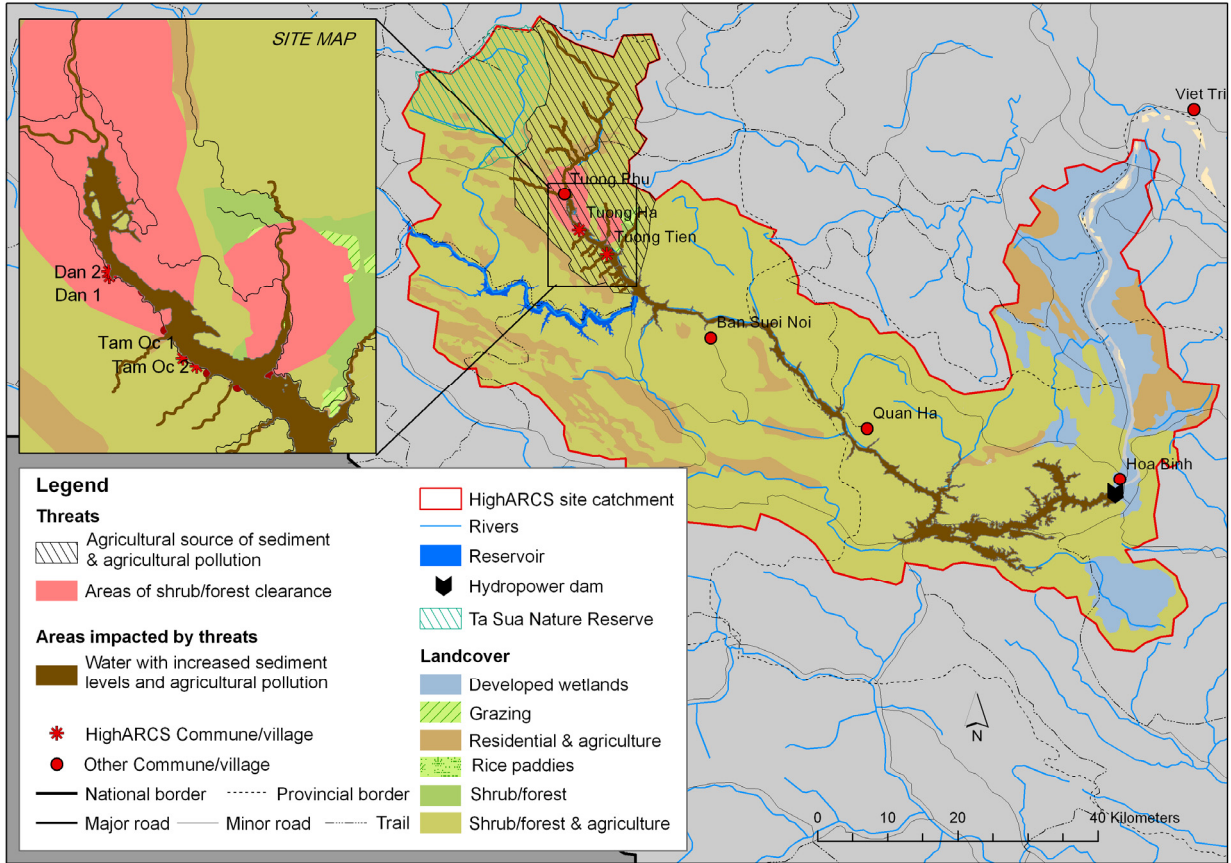 SITE MAP
Dan 2
Dan 1
Tam Oc 1
Tam Oc 2
Viet Tri
Tuong Phu
Tuong Ha
Tuong Tien
Ban Suoi Noi
Quan Ha
Hoa Binh
Legend
Threats
Agricultural source of sediment
& agricultural pollution
Areas of shrub/forest clearance
Areas impacted by threats
Water with increased sediment
levels and agricultural pollution
HighARCS Commune/village
Other Commune/village
National border
Provincial border
Major road
Minor road
Trail
HighARCS site catchment
Rivers
Reservoir
Hydropower dam
Ta Sua Nature Reserve
Landcover
Developed wetlands
Grazing
Residential & agriculture
Rice paddies
Shrub/forest
Shrub/forest & agriculture
N
0 10 20 40 Kilometers